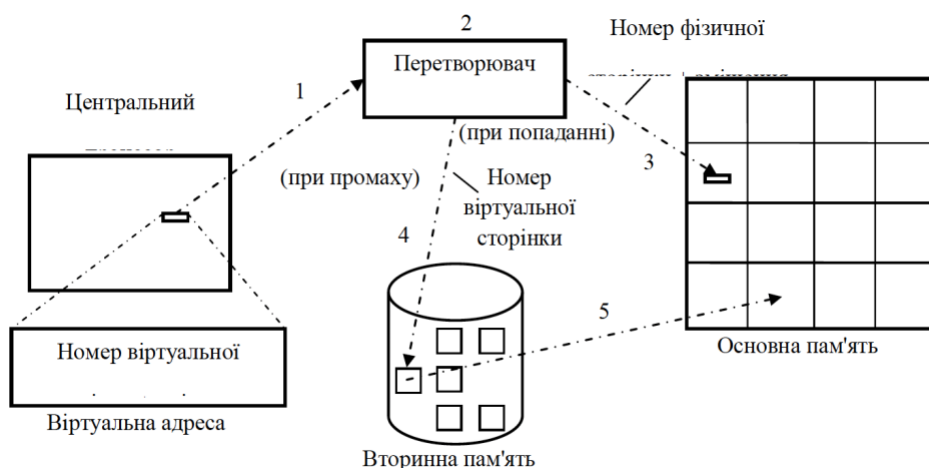 2
Номер фізичної
Перетворювач
1
Центральний
(при попаданні)
(при промаху)
3
Номер
віртуальної
сторінки
4
5
Номер віртуальної
Основна пам'ять
Віртуальна адреса
Вторинна пам'ять